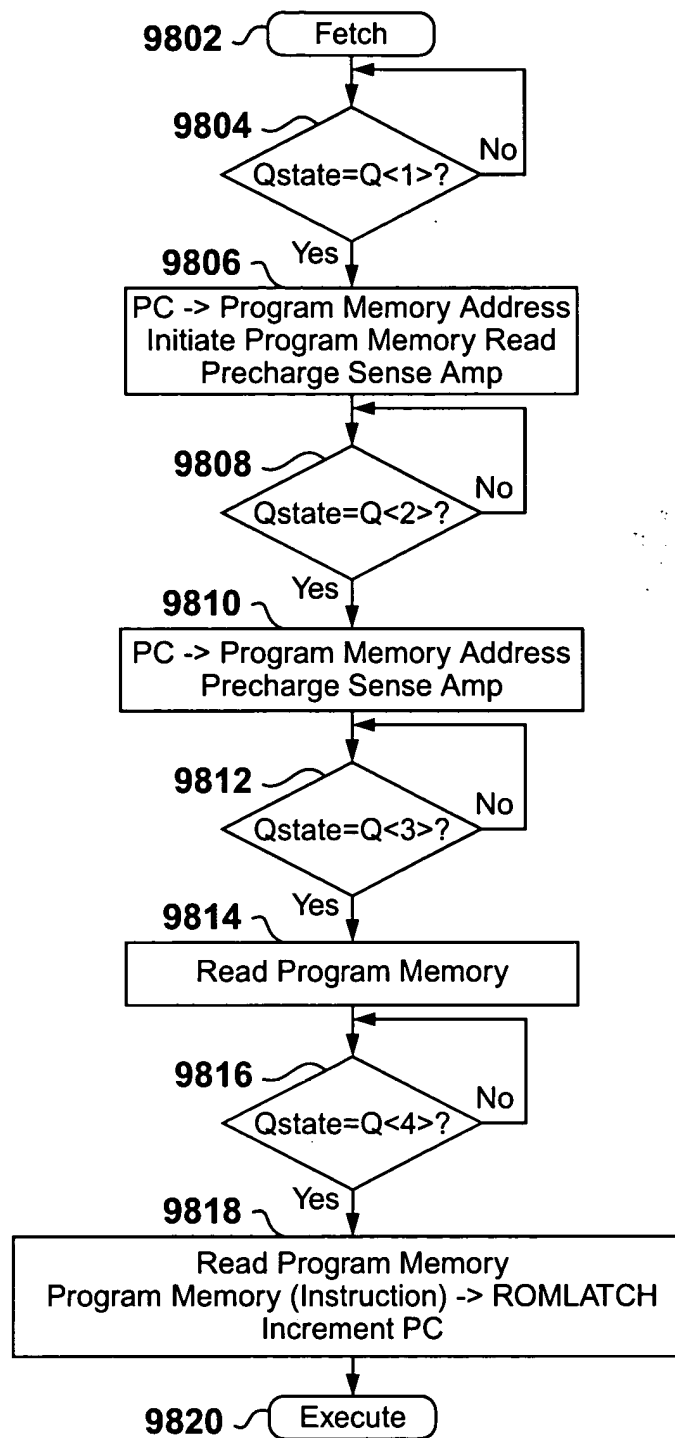 9802
Fetch
9804
Qstate=Q<1>?
No
Yes
9806
PC -> Program Memory Address
Initiate Program Memory Read
Precharge Sense Amp
9808
Qstate=Q<2>?
No
Yes
9810
PC -> Program Memory Address
Precharge Sense Amp
9812
Qstate=Q<3>?
No
Yes
9814
Read Program Memory
9816
Qstate=Q<4>?
No
Yes
9818
Read Program Memory
Program Memory (Instruction) -> ROMLATCH
Increment PC
9820
Execute